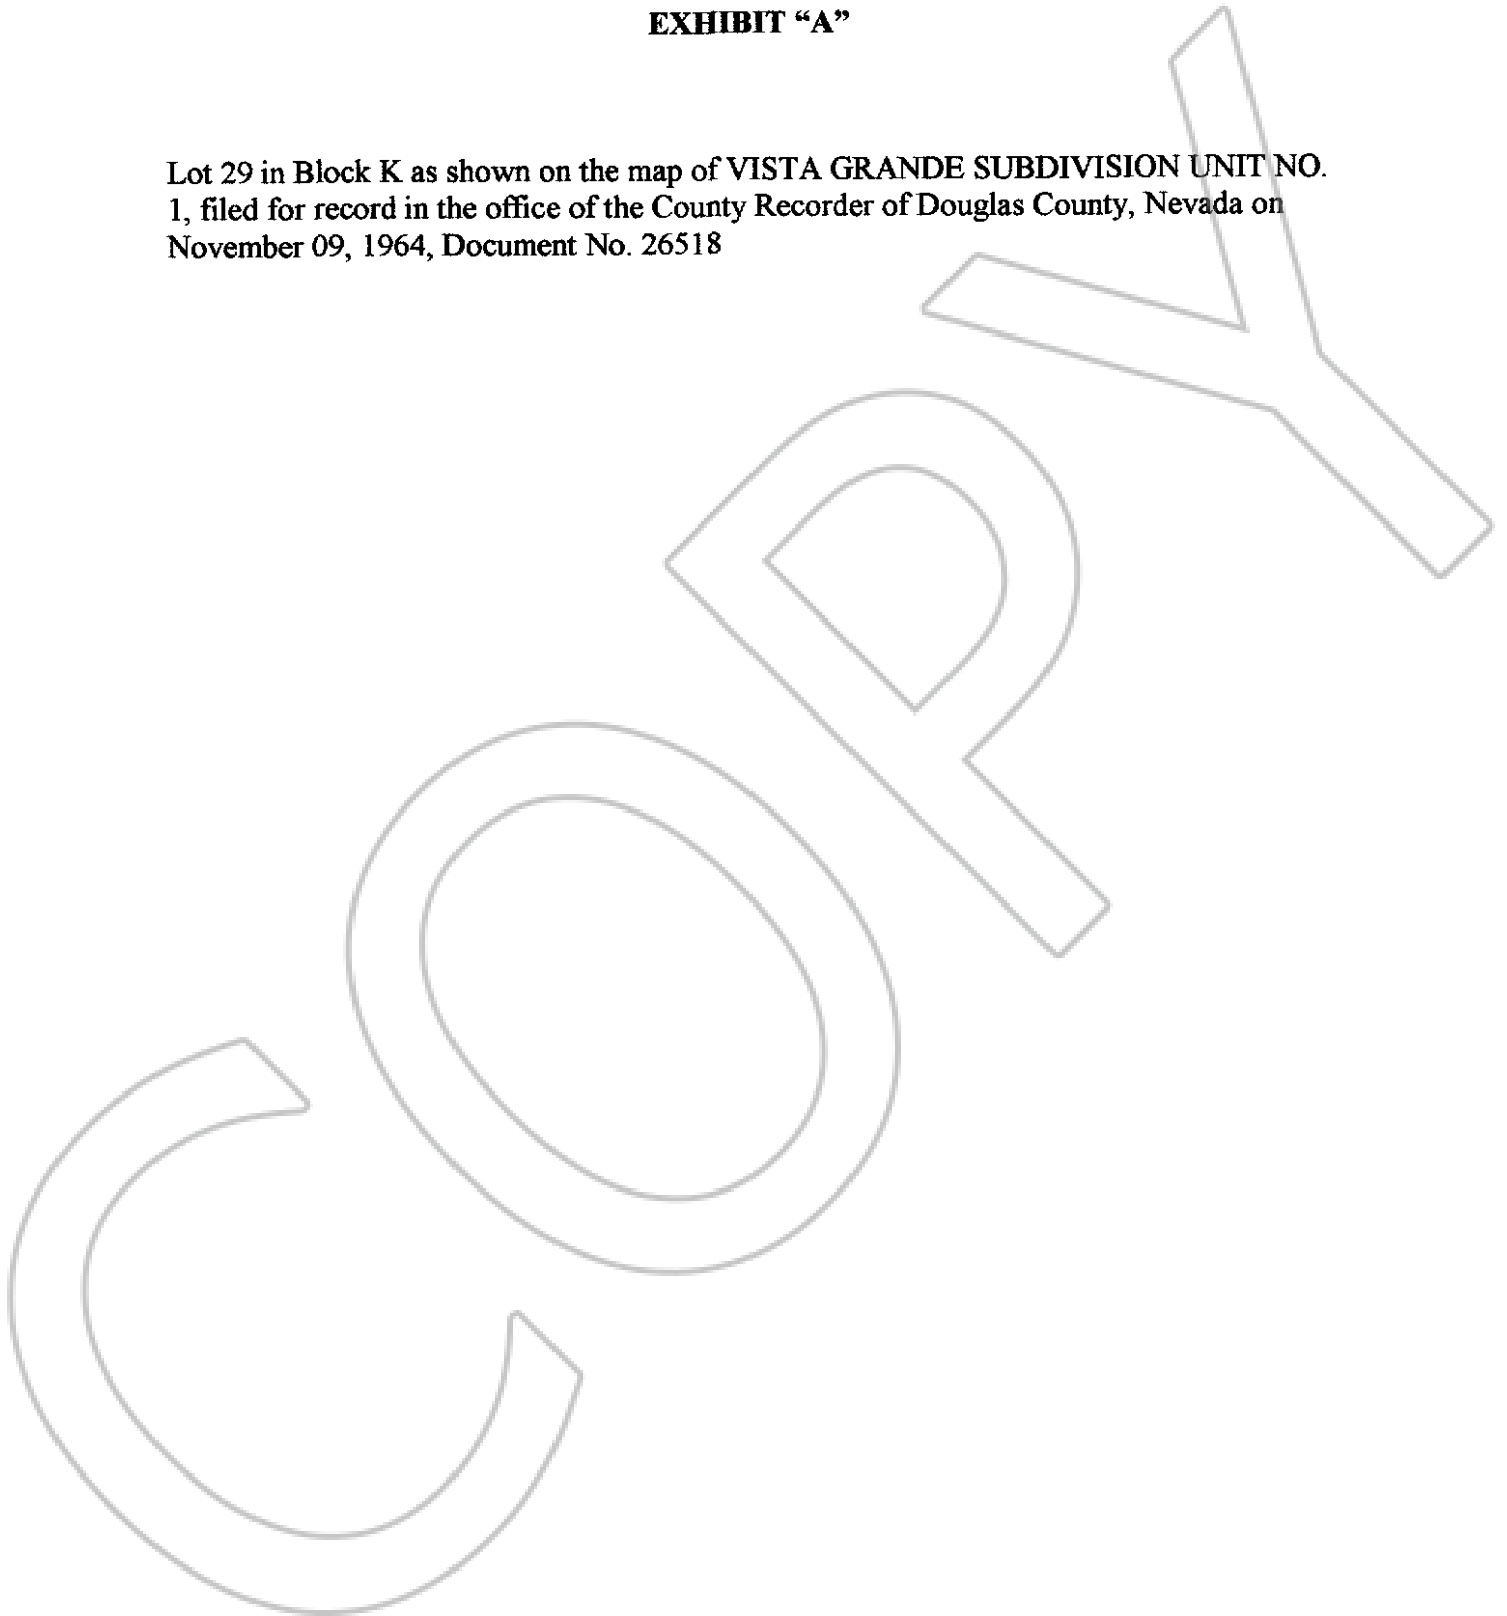 EXHIBIT “A”
Lot 29 in Block K as shown on the map of VISTA GRANDE SUBDIVISION UNIT NO.
1, filed for record in the office of the County Recorder of Douglas County, Nevada on
November 09, 1964, Document No. 26518
COPY